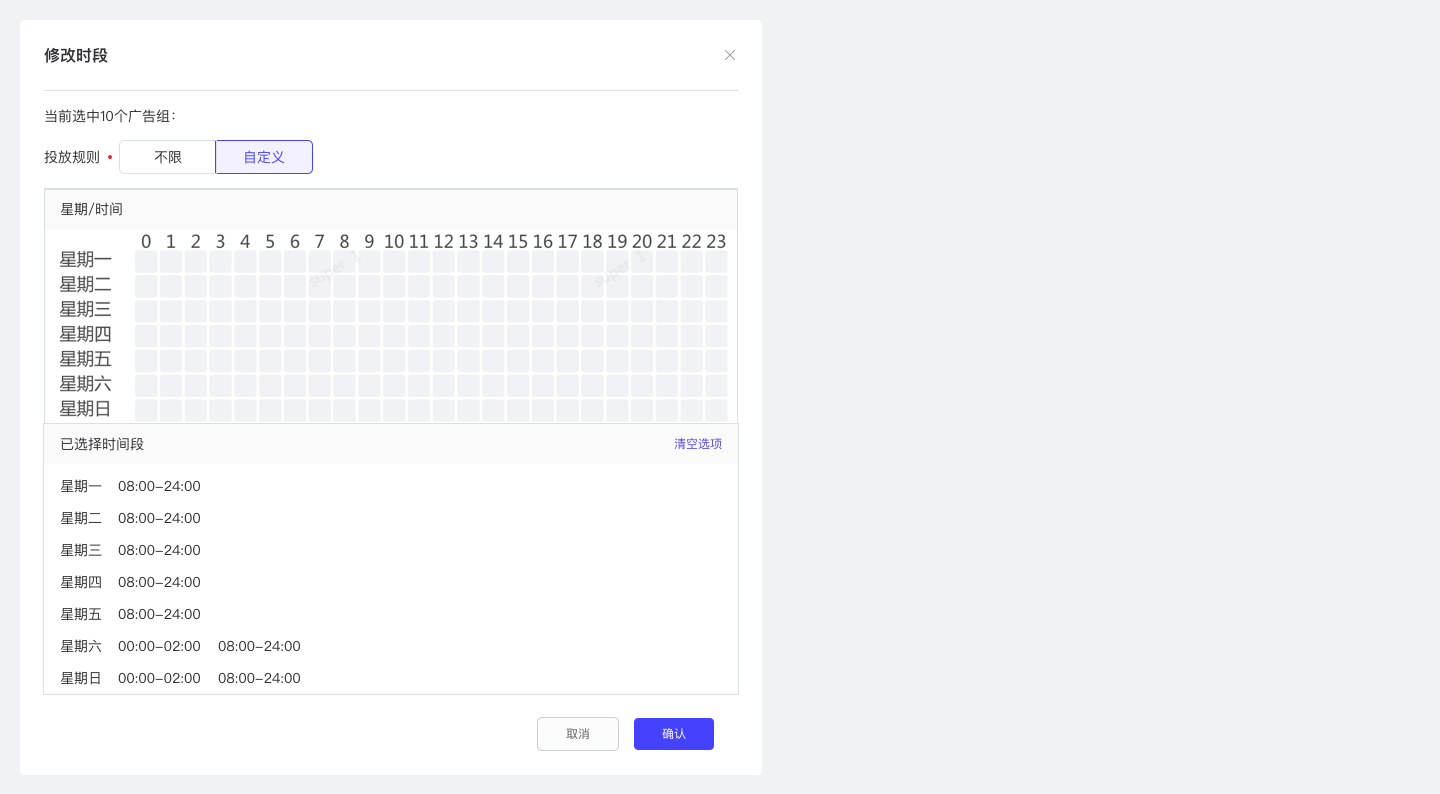 修改时段
当前选中10个广告组：
投放规则 不限 自定义
星期/时间
0 1 2 3 4 5 6 7 8 9 10 11 12 13 14 15 16 17 18 19 20 21 22 23
星期一
super_1 super_1
星期二
星期三
星期四
星期五
星期六
星期日
已选择时间段 清空选项
星期一 08:00-24:00
星期二 08:00-24:00
星期三 08:00-24:00
星期四 08:00-24:00
星期五 08:00-24:00
星期六 00:00-02:00 08:00-24:00
星期日 00:00-02:00 08:00-24:00
取消 确认